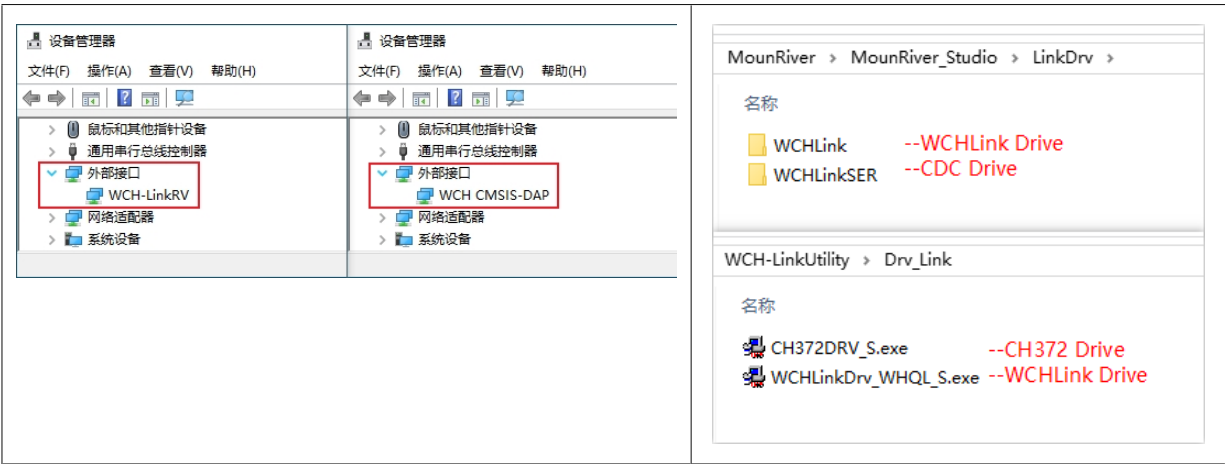 设备管理器
文件(F) 操作(A) 查看(V) 帮助(H)
鼠标和其他指针设备
通用串行总线控制器
外部接口
WCH-LinkRV
网络适配器
系统设备
设备管理器
文件(F) 操作(A) 查看(V) 帮助(H)
鼠标和其他指针设备
通用串行总线控制器
外部接口
WCH CMSIS-DAP
网络适配器
系统设备
MounRiver > MounRiver_Studio > LinkDrv >
名称
WCHLink --WCHLink Drive
WCHLinkSER --CDC Drive
WCH-LinkUtility > Drv_Link
名称
CH372DRV_S.exe --CH372 Drive
WCHLinkDrv_WHQL_S.exe --WCHLink Drive